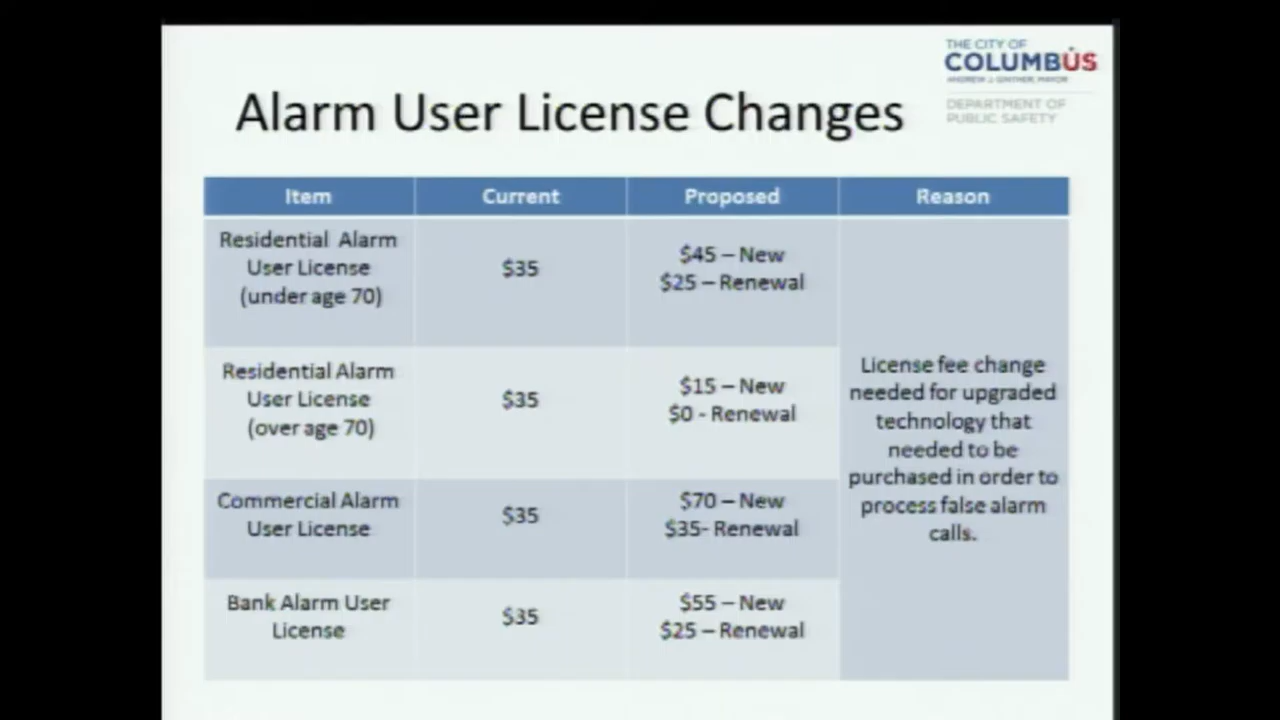 THE CITY OF
COLUMBUS
ANDREW J. GINTHER, MAYOR
DEPARTMENT OF
PUBLIC SAFETY
Alarm User License Changes
Item Current Proposed Reason
Residential Alarm
User License
(under age 70)
$35
$45 – New
$25 – Renewal
Residential Alarm
User License
(over age 70)
$35
$15 – New
$0 - Renewal
Commercial Alarm
User License
$35
$70 – New
$35- Renewal
Bank Alarm User
License
$35
$55 – New
$25 – Renewal
License fee change
needed for upgraded
technology that
needed to be
purchased in order to
process false alarm
calls.